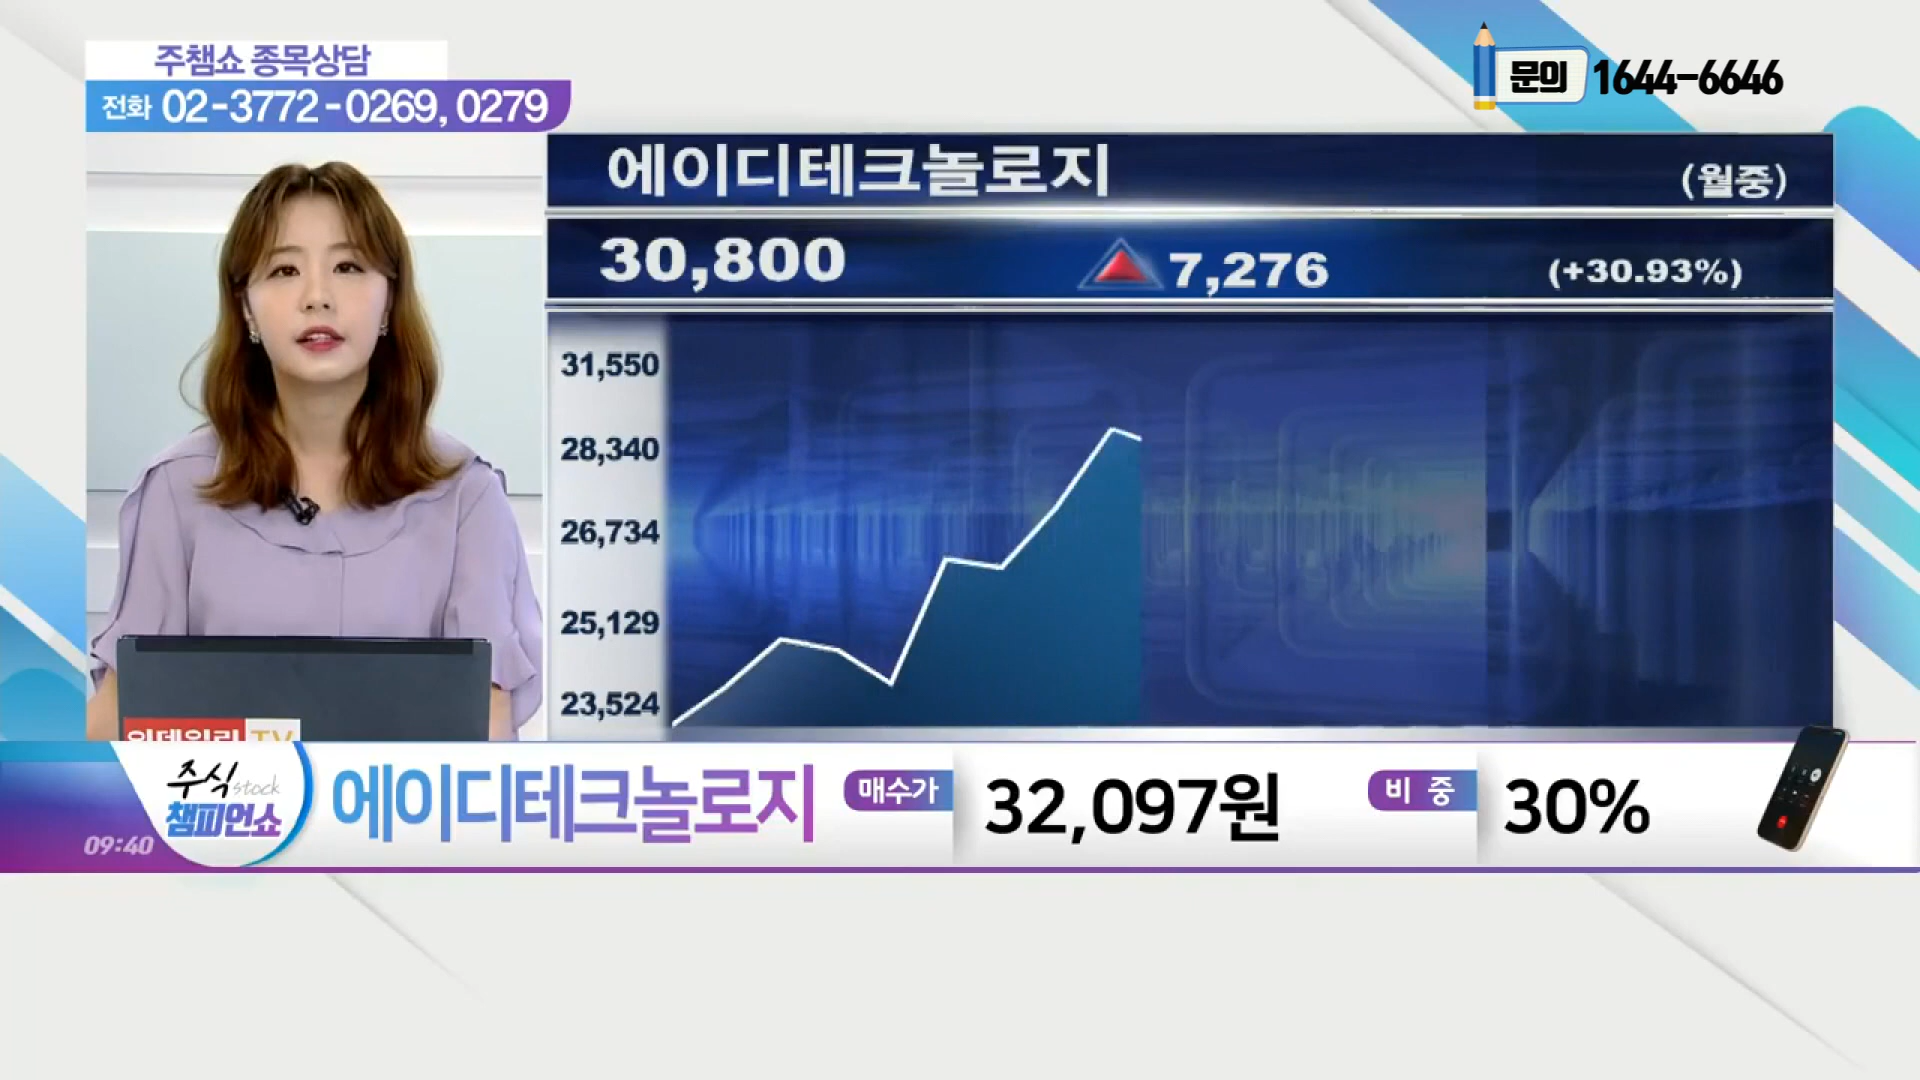 주챔쇼 종목상담
전화 02-3772-0269, 0279
문의 1644-6646
에이디테크놀로지 (월중)
30,800 7,276 (+30.93%)
31,550
28,340
26,734
25,129
23,524
TV
주식 stock
챔피언쇼
09:40
에이디테크놀로지 매수가 32,097원 비중 30%